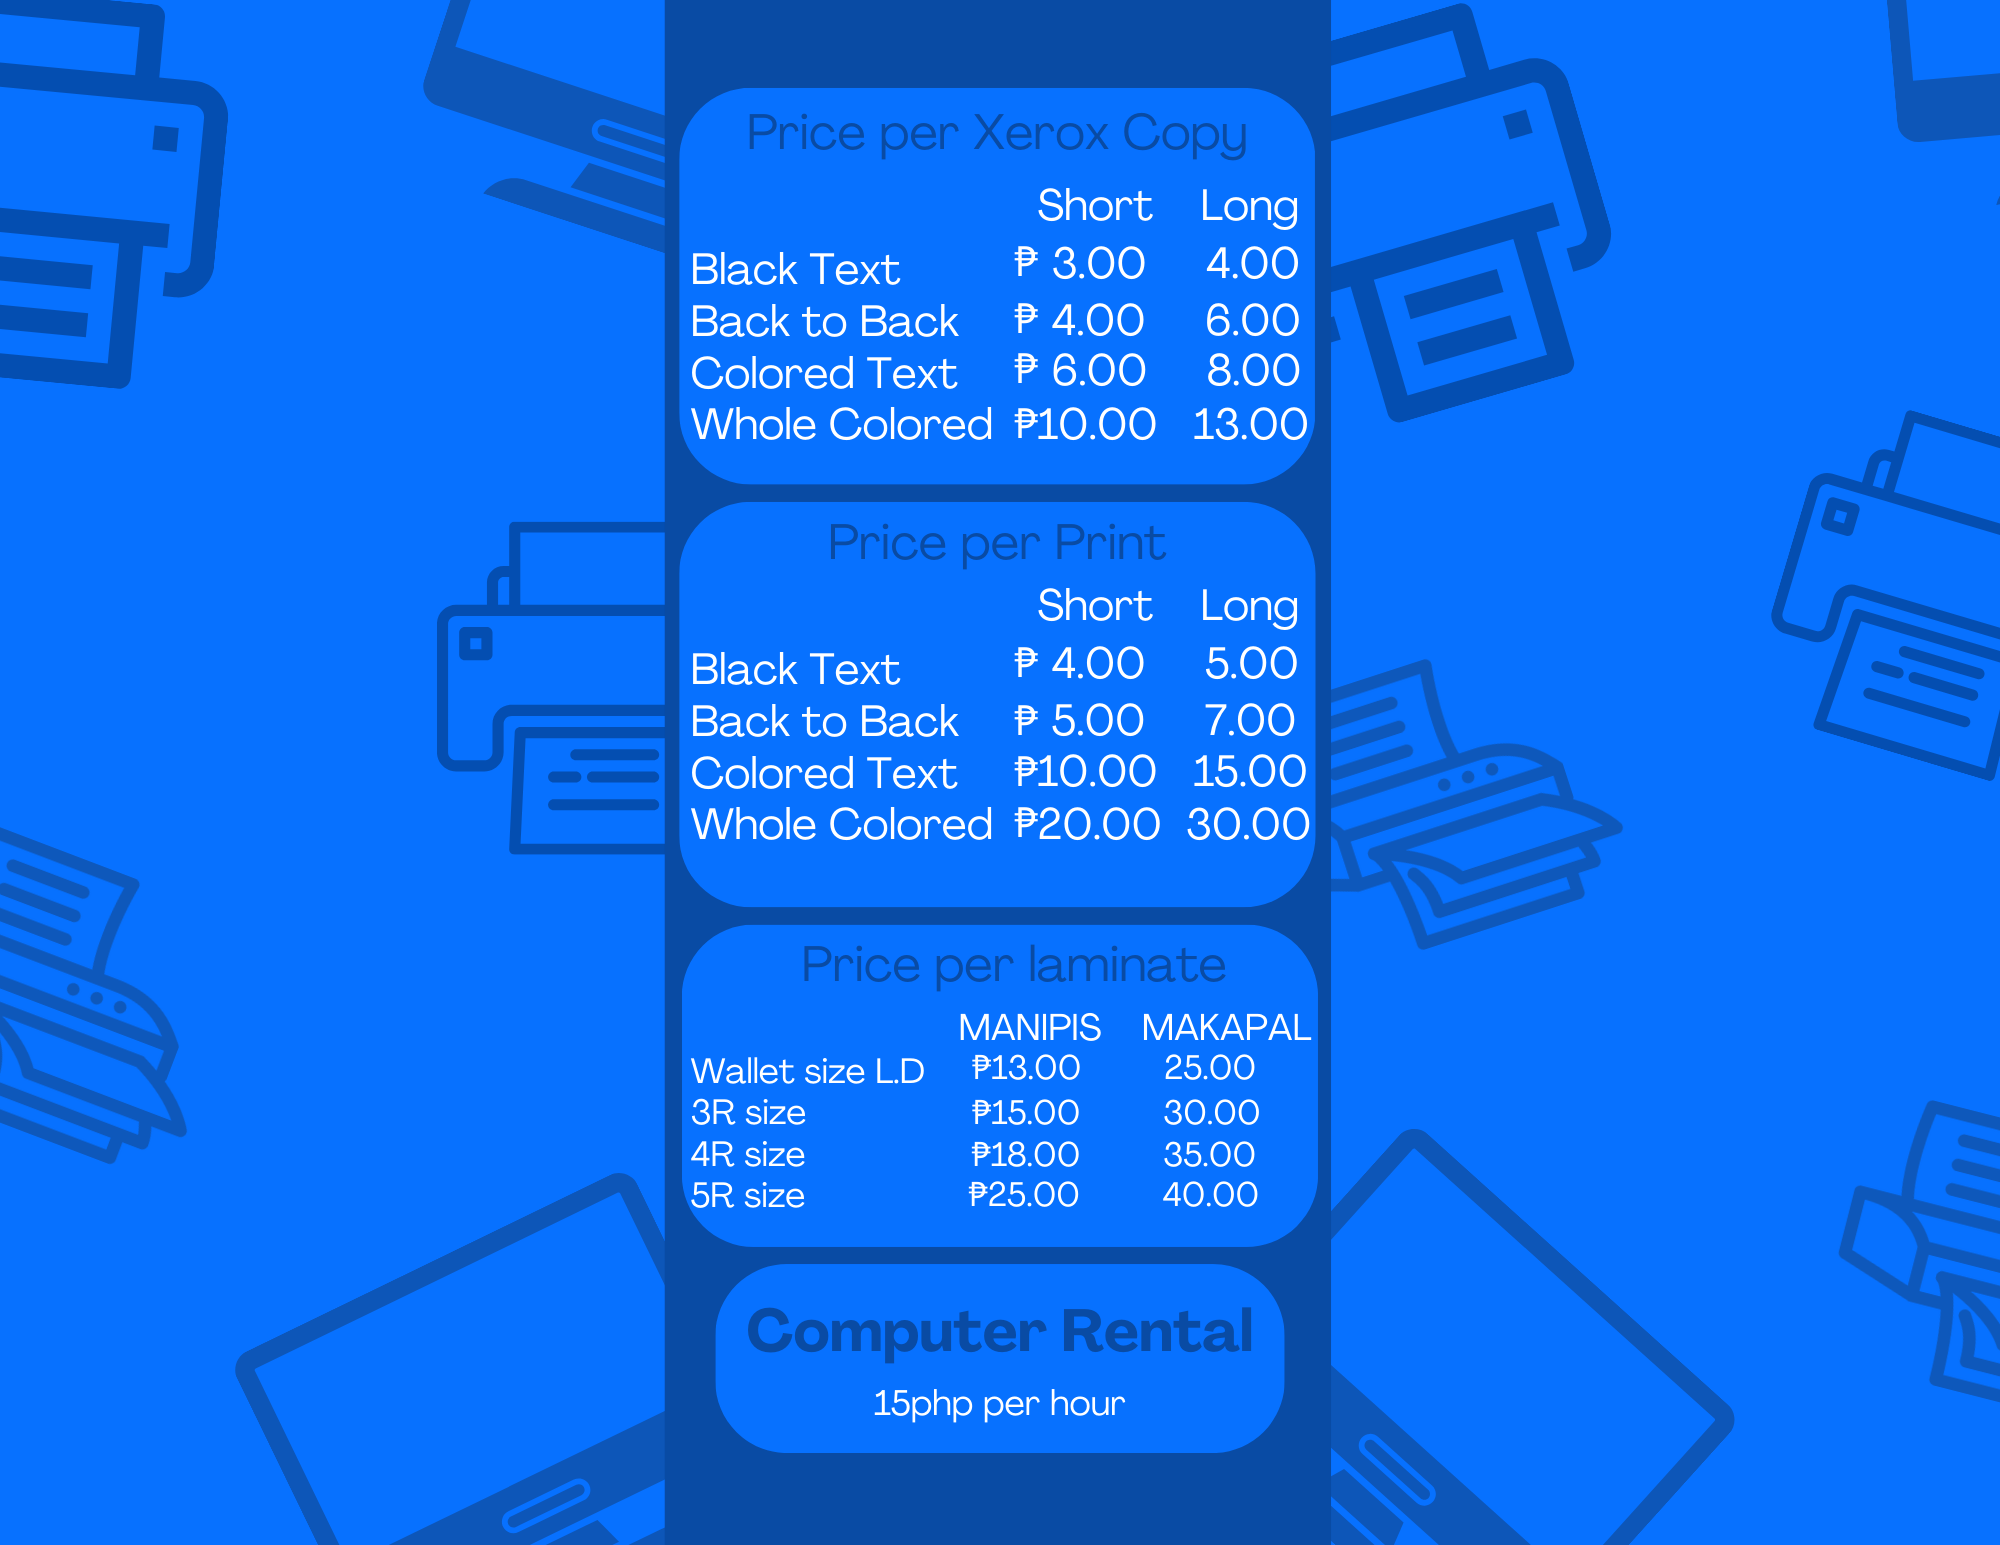 Price per Xerox Copy
Short Long
Black Text ₱ 3.00 4.00
Back to Back ₱ 4.00 6.00
Colored Text ₱ 6.00 8.00
Whole Colored ₱10.00 13.00
Price per Print
Short Long
Black Text ₱ 4.00 5.00
Back to Back ₱ 5.00 7.00
Colored Text ₱10.00 15.00
Whole Colored ₱20.00 30.00
Price per laminate
MANIPIS MAKAPAL
Wallet size I.D ₱13.00 25.00
3R size ₱15.00 30.00
4R size ₱18.00 35.00
5R size ₱25.00 40.00
Computer Rental
15php per hour